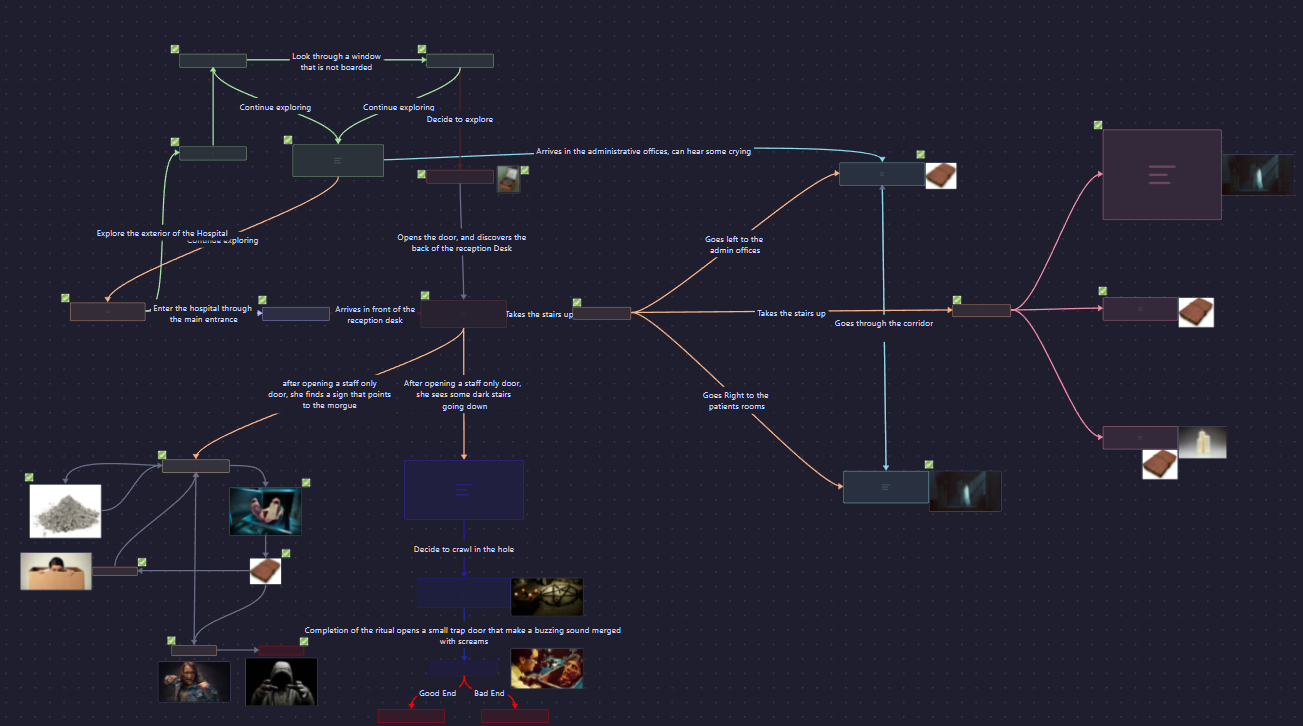 Look through a window
that is not boarded
Continue exploring
Continue exploring
Decide to explore
Arrives in the administrative offices, can hear some crying
Explore the exterior of the Hospital
Continue exploring
Opens the door, and discovers the
back of the reception Desk
Goes left to the
admin offices
Enter the hospital through
the main entrance
Arrives in front of the
reception desk
Takes the stairs up
Takes the stairs up
Goes through the corridor
after opening a staff only
door, she finds a sign that points
to the morgue
After opening a staff only door,
she sees some dark stairs
going down
Goes Right to the
patients rooms
Decide to crawl in the hole
Completion of the ritual opens a small trap door that make a buzzing sound merged
with screams
Good End
Bad End